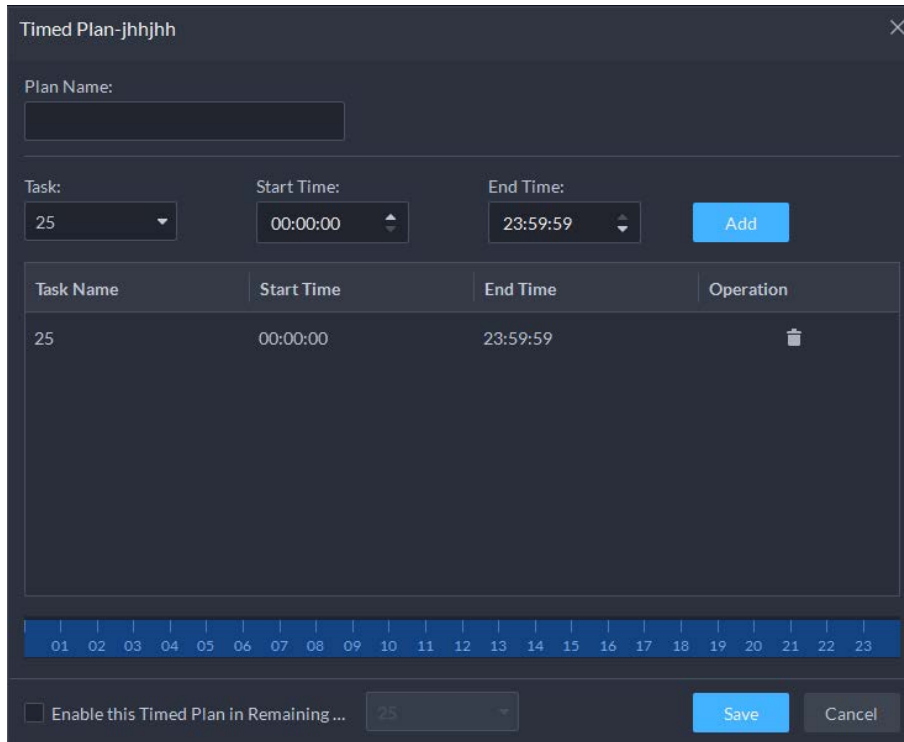 Timed Plan-jhhjhh
Plan Name:
Task: Start Time: End Time:
25 00:00:00 23:59:59 Add
Task Name Start Time End Time Operation
25 00:00:00 23:59:59
01 02 03 04 05 06 07 08 09 10 11 12 13 14 15 16 17 18 19 20 21 22 23
Enable this Timed Plan in Remaining ... 25 Save Cancel